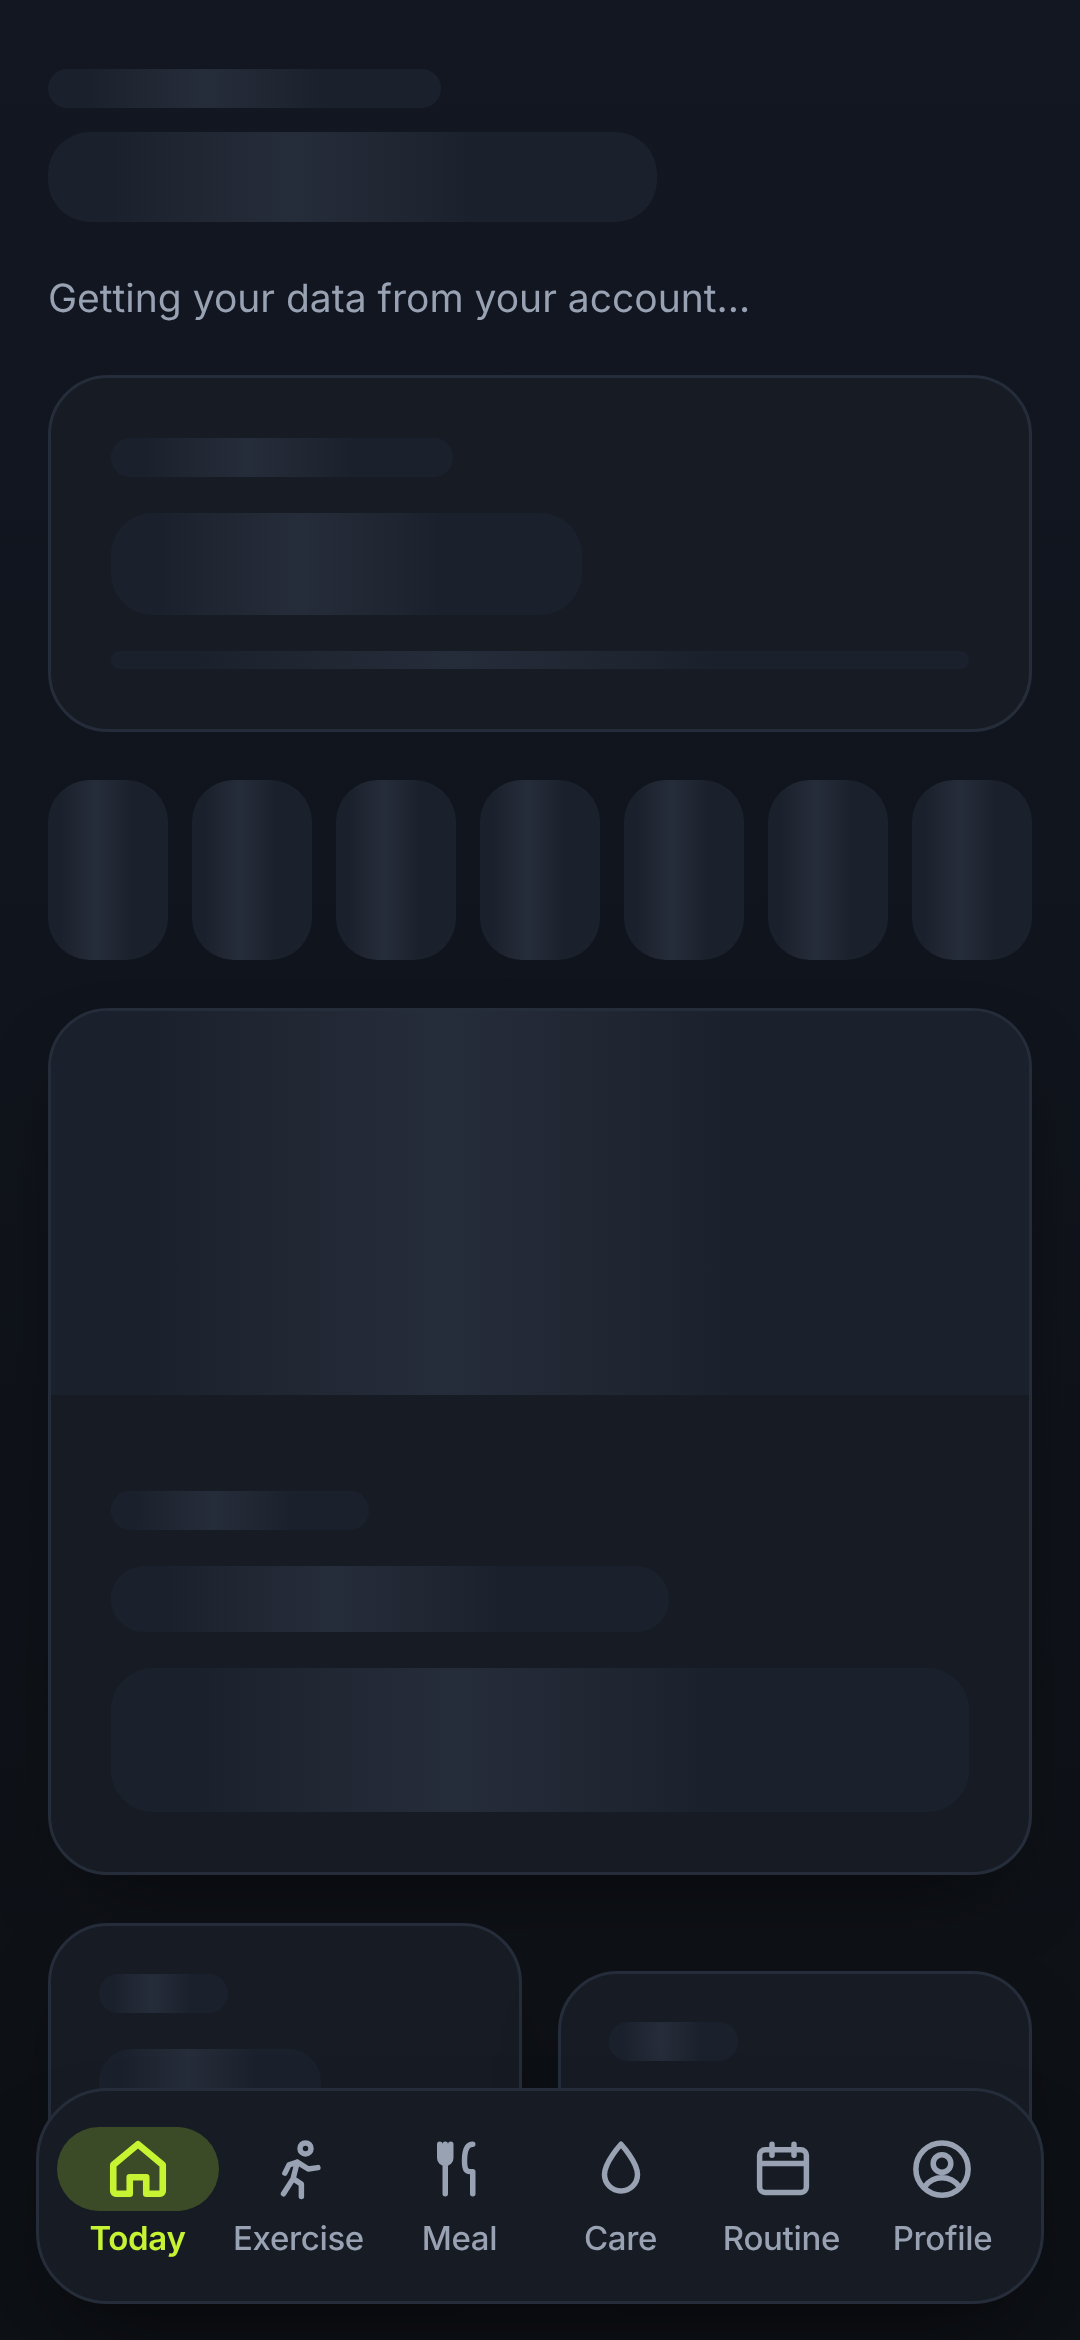 Getting your data from your account...
Today
Exercise
Meal
Care
Routine
Profile